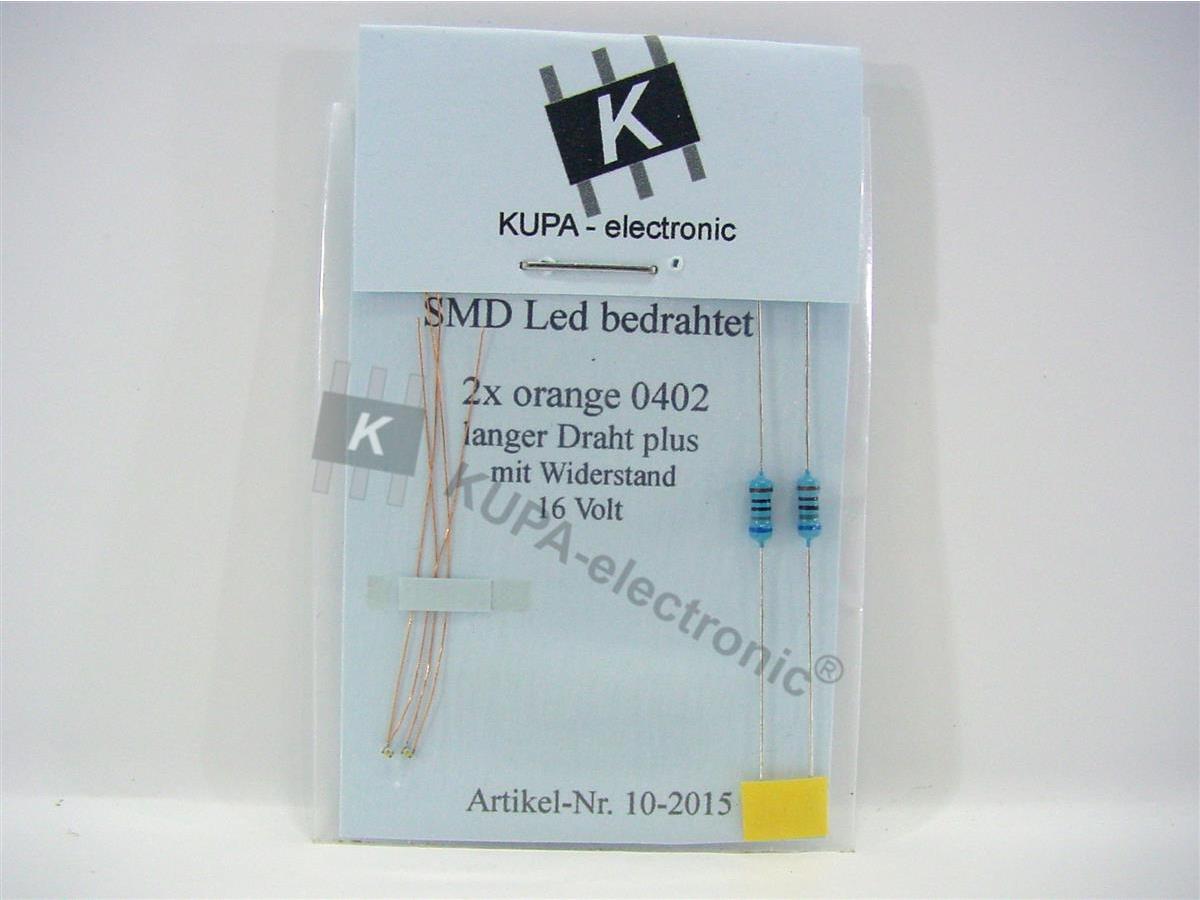 K
KUPA - electronic
SMD Led bedrahtet
2x orange 0402
langer Draht plus
mit Widerstand
16 Volt
K
KUPA-electronic®
Artikel-Nr. 10-2015